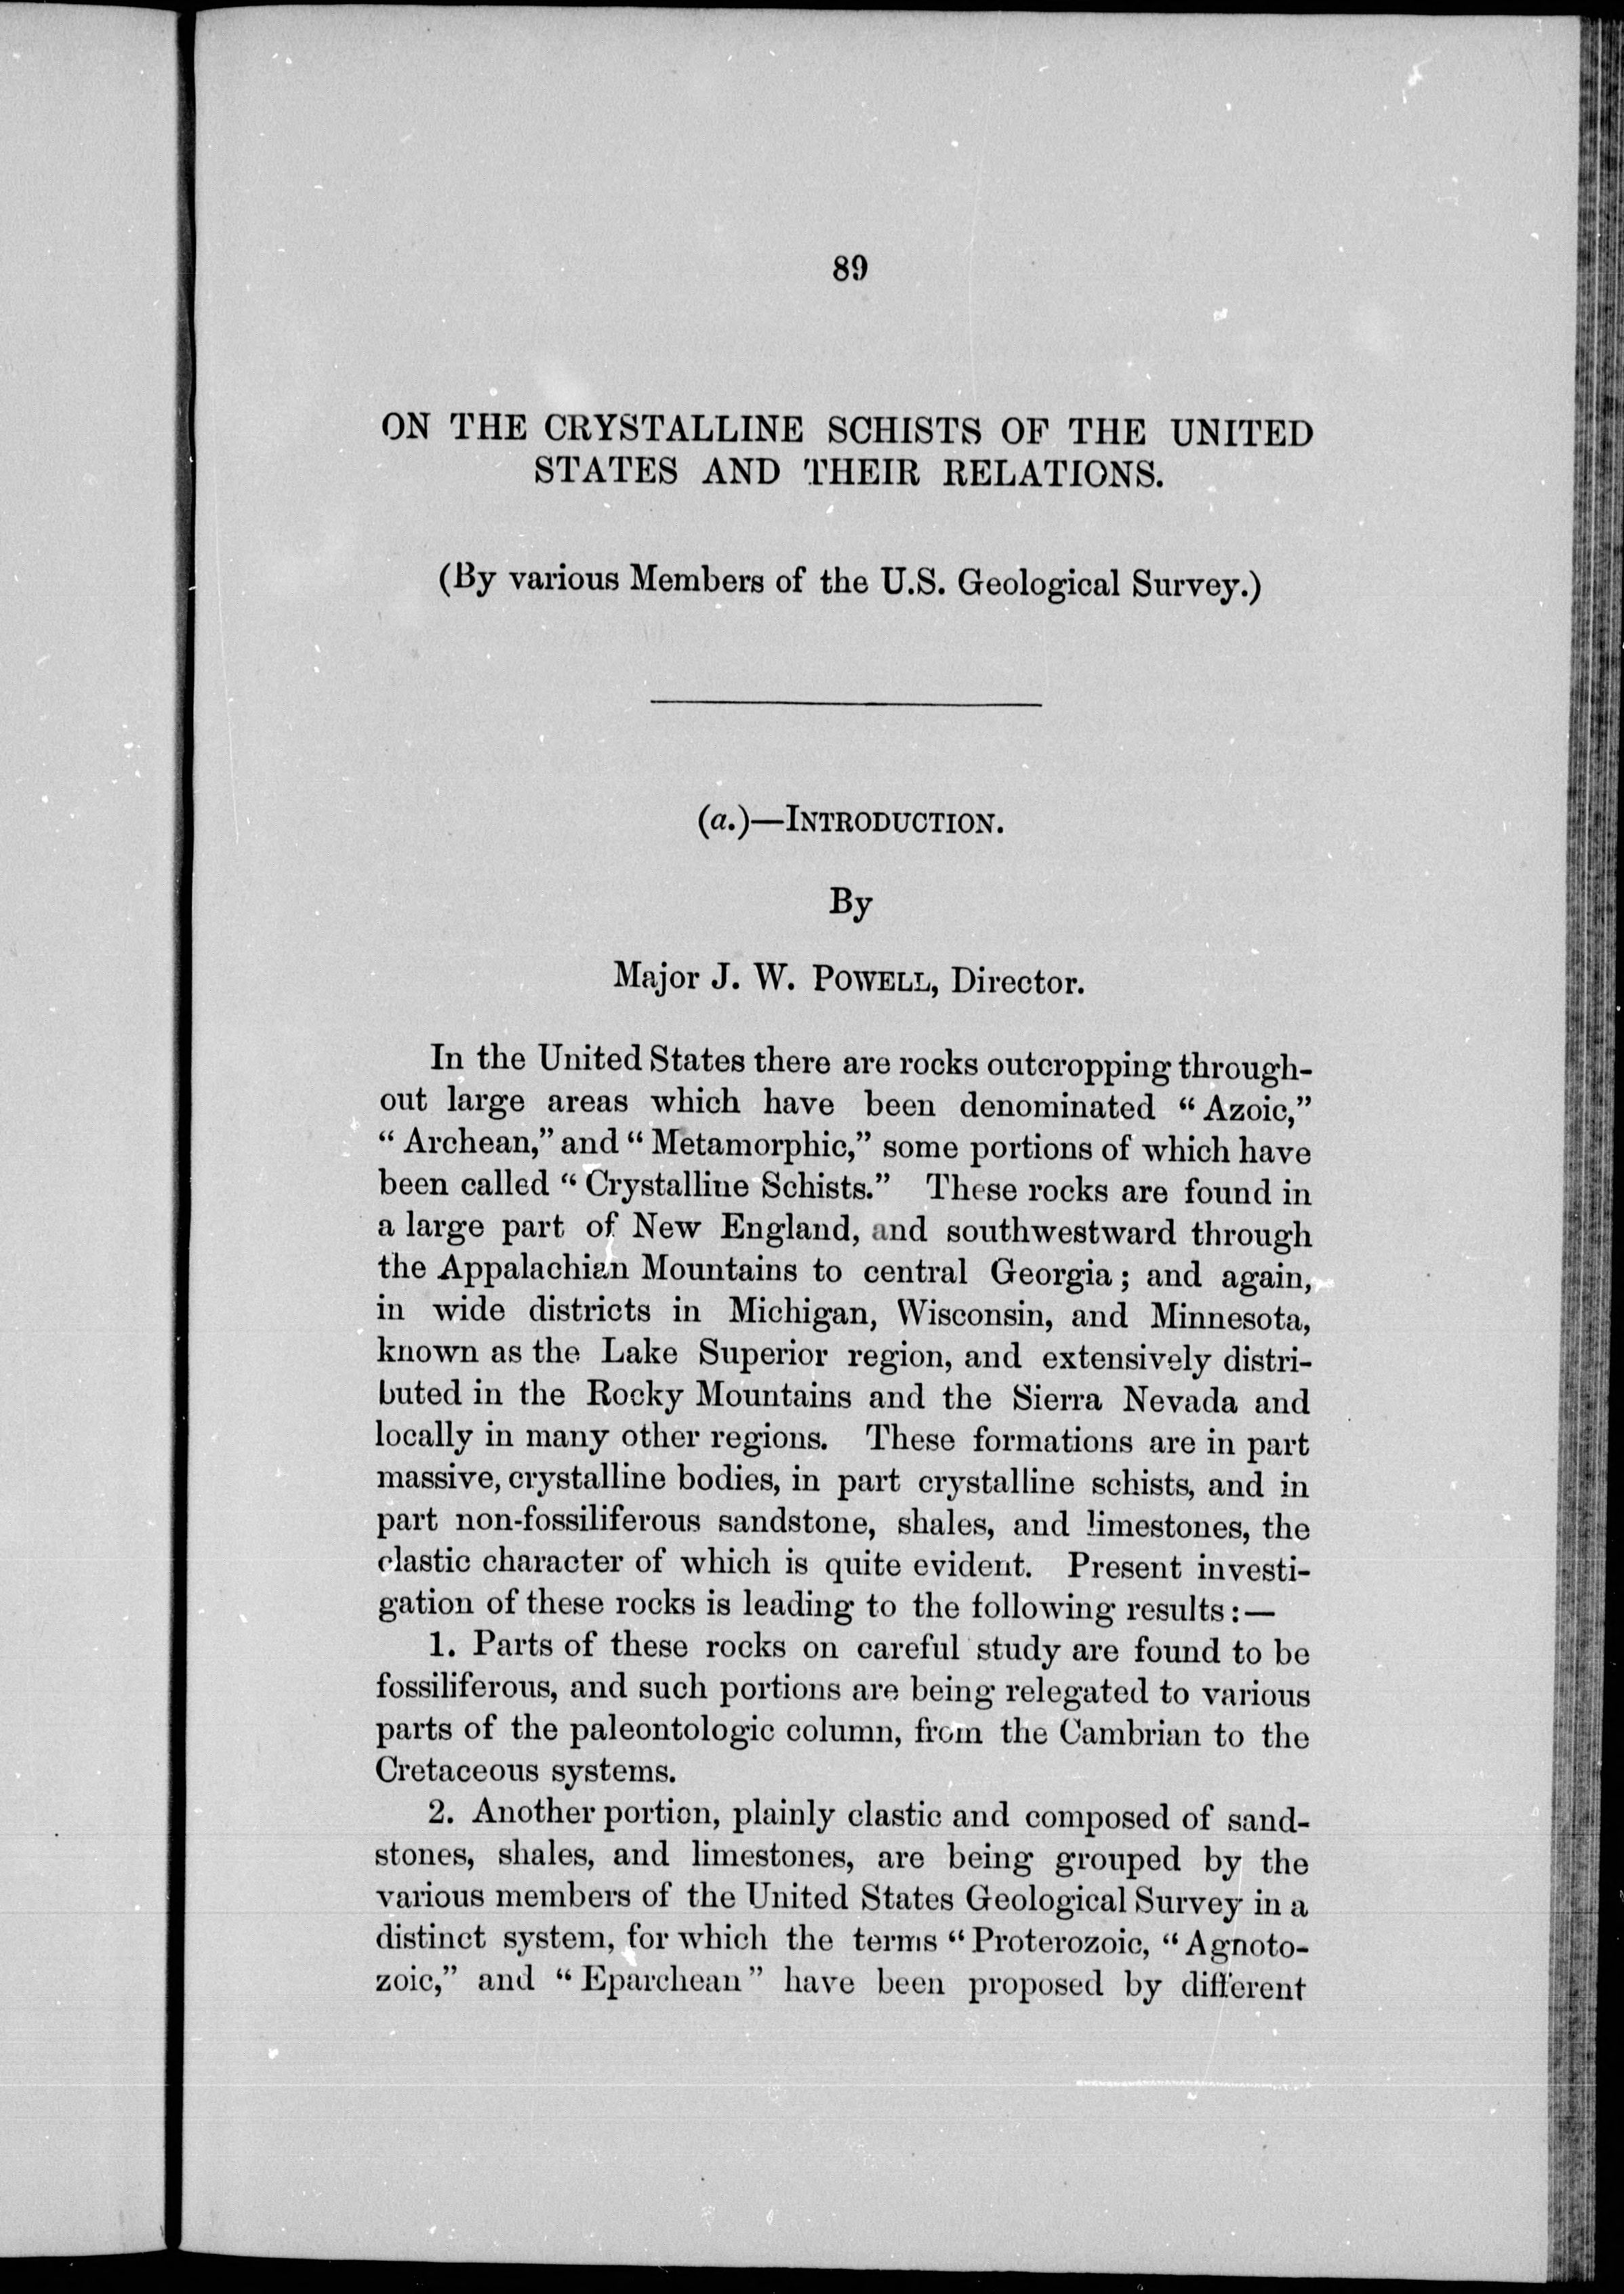 89
ON THE CRYSTALLINE SCHISTS OF THE UNITED
STATES AND THEIR RELATIONS.
(By various Members of the U.S. Geological Survey.)
(a.)—INTRODUCTION.
By
Major J. W. POWELL, Director.
In the United States there are rocks outcropping through-
out large areas which have been denominated “Azoic,”
“Archean,” and “Metamorphic,” some portions of which have
been called “Crystalline Schists.” These rocks are found in
a large part of New England, and southwestward through
the Appalachian Mountains to central Georgia; and again,
in wide districts in Michigan, Wisconsin, and Minnesota,
known as the Lake Superior region, and extensively distri-
buted in the Rocky Mountains and the Sierra Nevada and
locally in many other regions. These formations are in part
massive, crystalline bodies, in part crystalline schists, and in
part non-fossiliferous sandstone, shales, and limestones, the
clastic character of which is quite evident. Present investi-
gation of these rocks is leading to the following results:—
1. Parts of these rocks on careful study are found to be
fossiliferous, and such portions are being relegated to various
parts of the paleontologic column, from the Cambrian to the
Cretaceous systems.
2. Another portion, plainly clastic and composed of sand-
stones, shales, and limestones, are being grouped by the
various members of the United States Geological Survey in a
distinct system, for which the terms “Proterozoic, “Agnoto-
zoic,” and “Eparchean” have been proposed by different